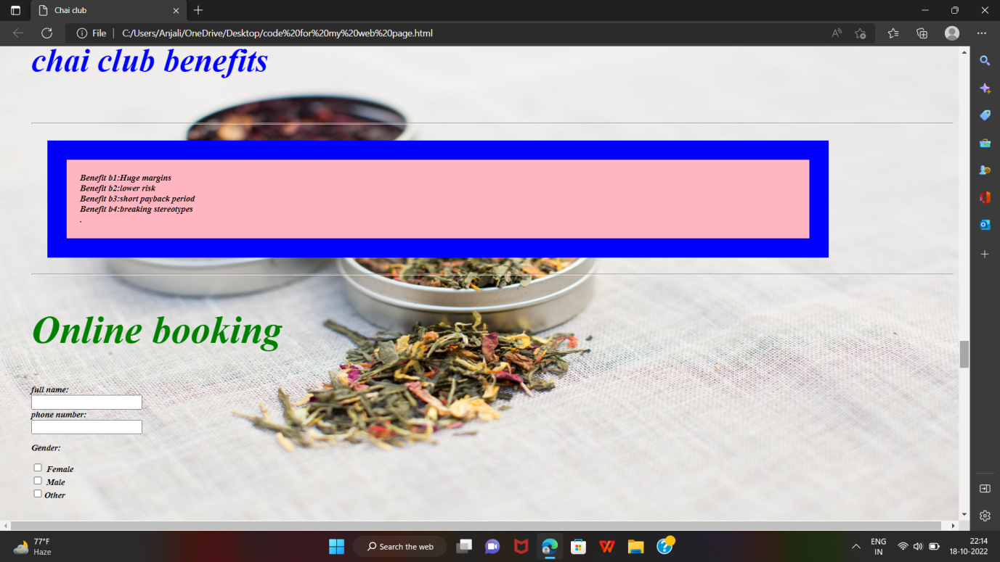 Chai club
File
C:/Users/Anjali/OneDrive/Desktop/code%20for%20my%20web%20page.html
chai club benefits
Benefit b1:Huge margins
Benefit b2:lower risk
Benefit b3:short payback period
Benefit b4:breaking stereotypes
.
Online booking
full name:
phone number:
Gender:
Female
Male
Other
77°F
Haze
Search the web
ENG
IN
22:14
18-10-2022